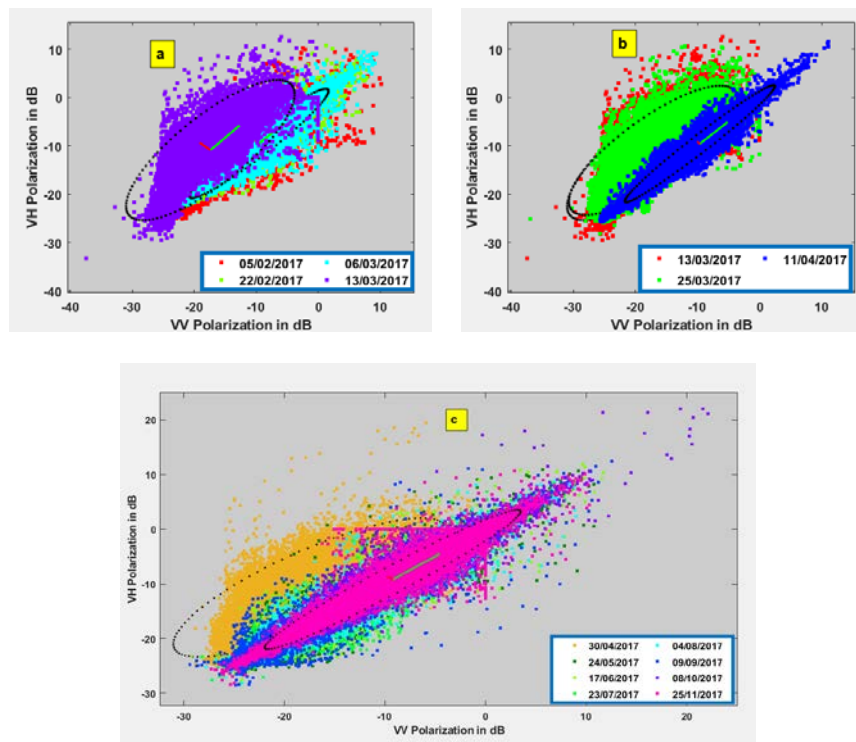 a
VH Polarization in dB
10
0
-10
-20
-30
-40
-40 -30 -20 -10 0 10
VV Polarization in dB
05/02/2017 06/03/2017
22/02/2017 13/03/2017
b
VH Polarization in dB
10
0
-10
-20
-30
-40
-40 -30 -20 -10 0 10
VV Polarization in dB
13/03/2017 11/04/2017
25/03/2017
c
VH Polarization in dB
20
10
0
-10
-20
-30
-30 -20 -10 0 10 20
VV Polarization in dB
30/04/2017 04/08/2017
24/05/2017 09/09/2017
17/06/2017 08/10/2017
23/07/2017 25/11/2017